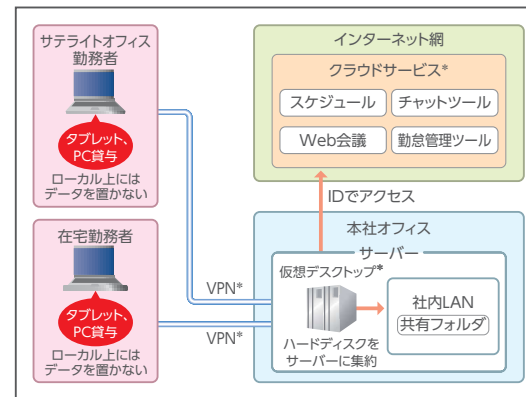 サテライトオフィス
勤務者
タブレット、
PC貸与
ローカル上には
データを置かない
在宅勤務者
タブレット、
PC貸与
ローカル上には
データを置かない
VPN*
VPN*
インターネット網
クラウドサービス*
スケジュール
チャットツール
Web会議
勤怠管理ツール
IDでアクセス
本社オフィス
サーバー
仮想デスクトップ*
ハードディスクを
サーバーに集約
社内LAN
共有フォルダ